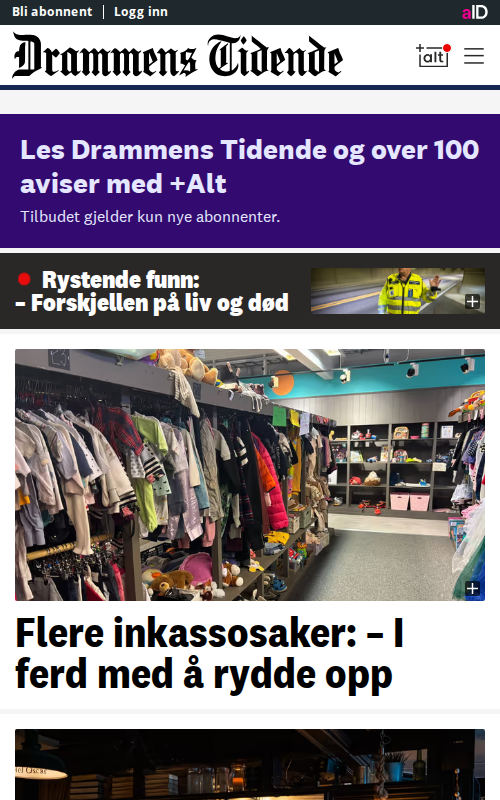 Bli abonnent | Logg inn
aID
Drammens Tidende
+alt
Les Drammens Tidende og over 100
aviser med +Alt
Tilbudet gjelder kun nye abonnenter.
Rystende funn:
– Forskjellen på liv og død
Flere inkassosaker: – I
ferd med å rydde opp